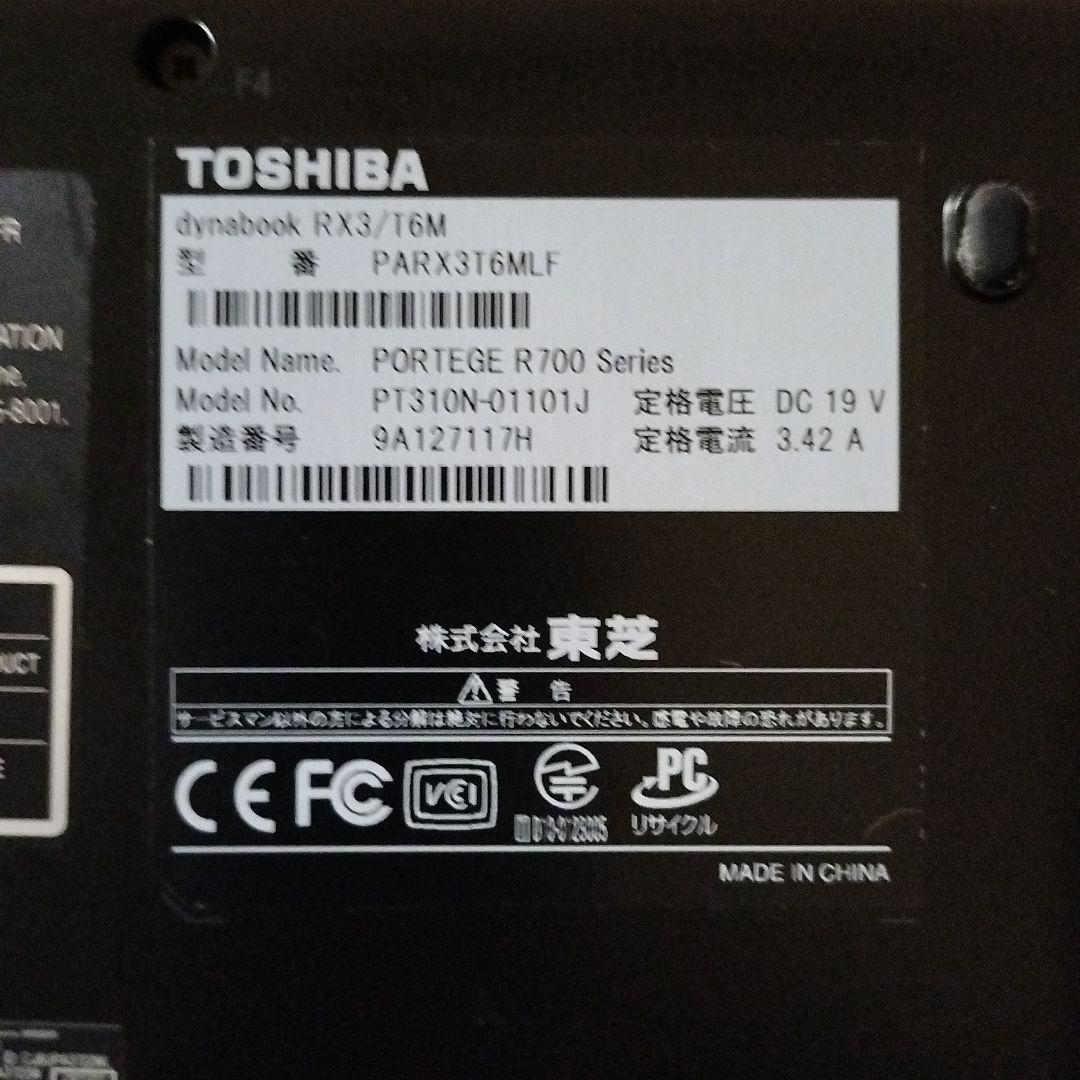 F4
TOSHIBA
dynabook RX3/T6M
型 番 PARX3T6MLF
Model Name. PORTEGE R700 Series
Model No. PT310N-01101J 定格電圧 DC 19 V
製造番号 9A127117H 定格電流 3.42 A
株式会社 東芝
警 告
サービスマン以外の方による分解は絶対に行わないでください。感電や故障の恐れがあります。
CE FC VCI PC
リサイクル
MADE IN CHINA
ATION
-8001.
UCT